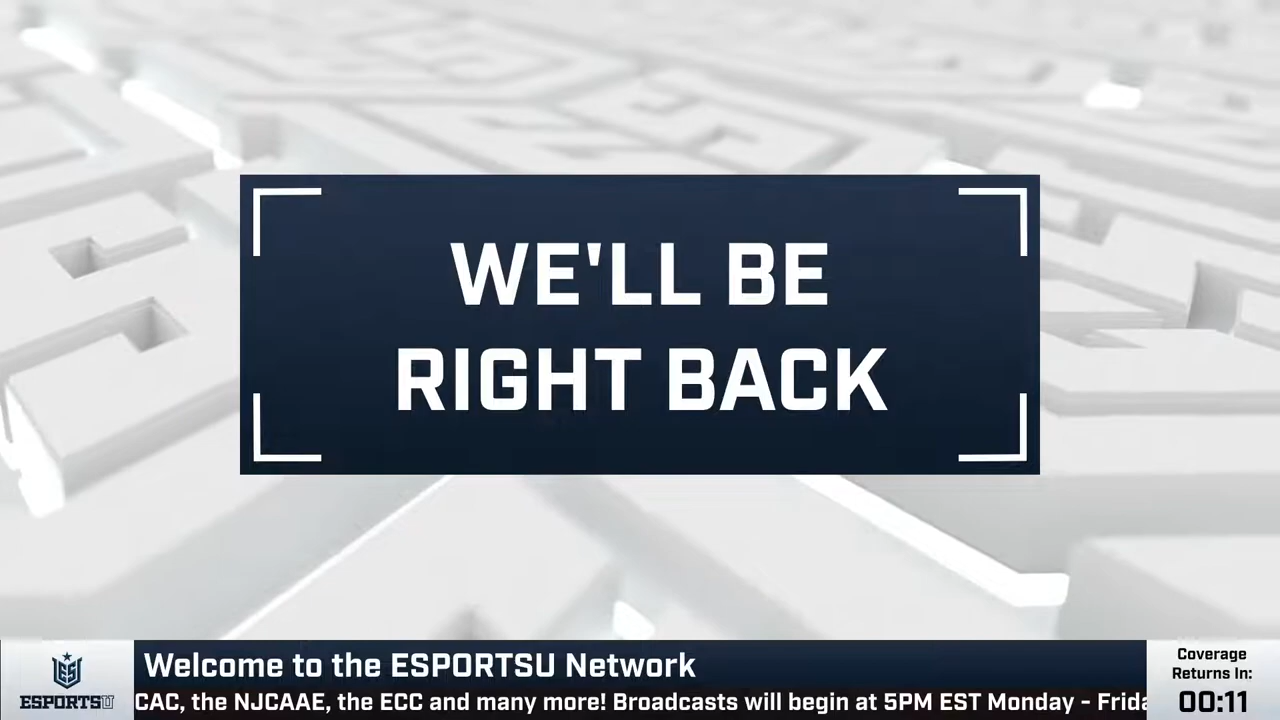 WE'LL BE
RIGHT BACK
Welcome to the ESPORTSU Network
ESPORTSU
CAC, the NJCAAE, the ECC and many more! Broadcasts will begin at 5PM EST Monday - Frida
Coverage
Returns In:
00:11